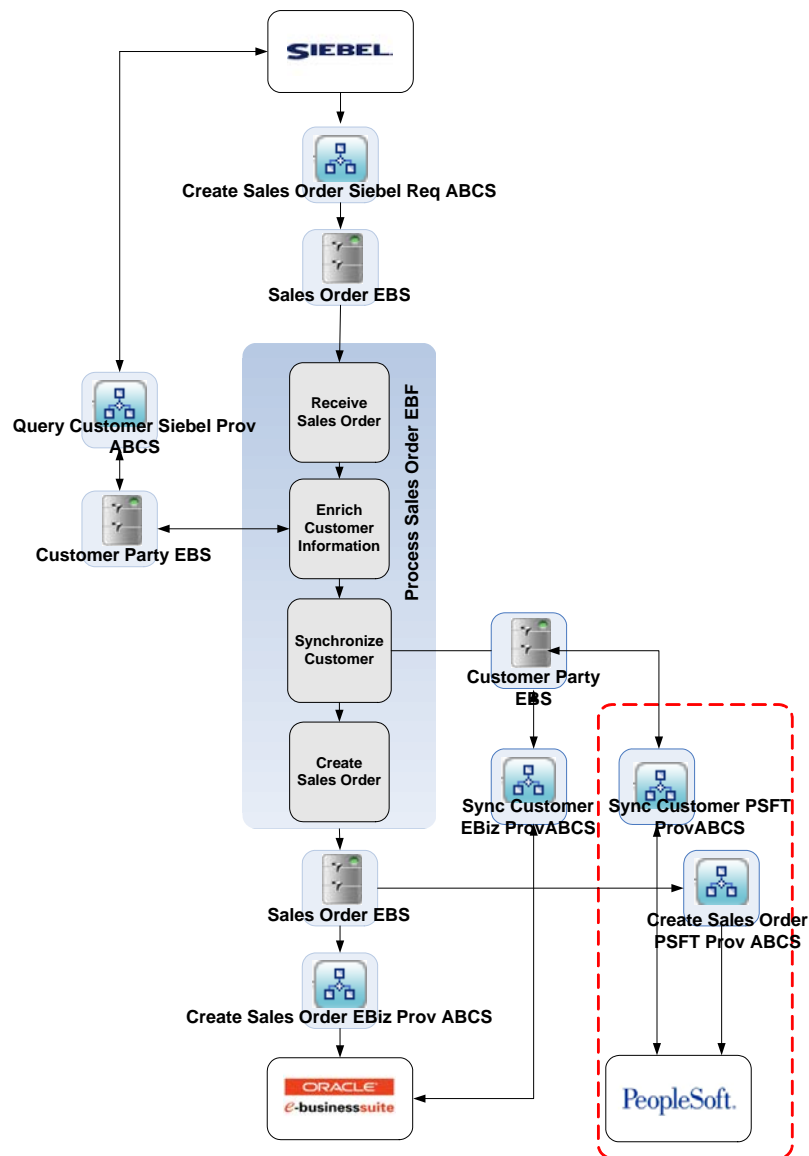 SIEBEL.
Create Sales Order Siebel Req ABCS
Sales Order EBS
Receive
Sales Order
Process Sales Order EBF
Query Customer Siebel Prov
ABCS
Enrich
Customer
Information
Customer Party EBS
Synchronize
Customer
Customer Party
EBS
Create
Sales Order
Sync Customer
EBiz ProvABCS
Sync Customer PSFT
ProvABCS
Sales Order EBS
Create Sales Order
PSFT Prov ABCS
Create Sales Order EBiz Prov ABCS
ORACLE
e-businesssuite
PeopleSoft.